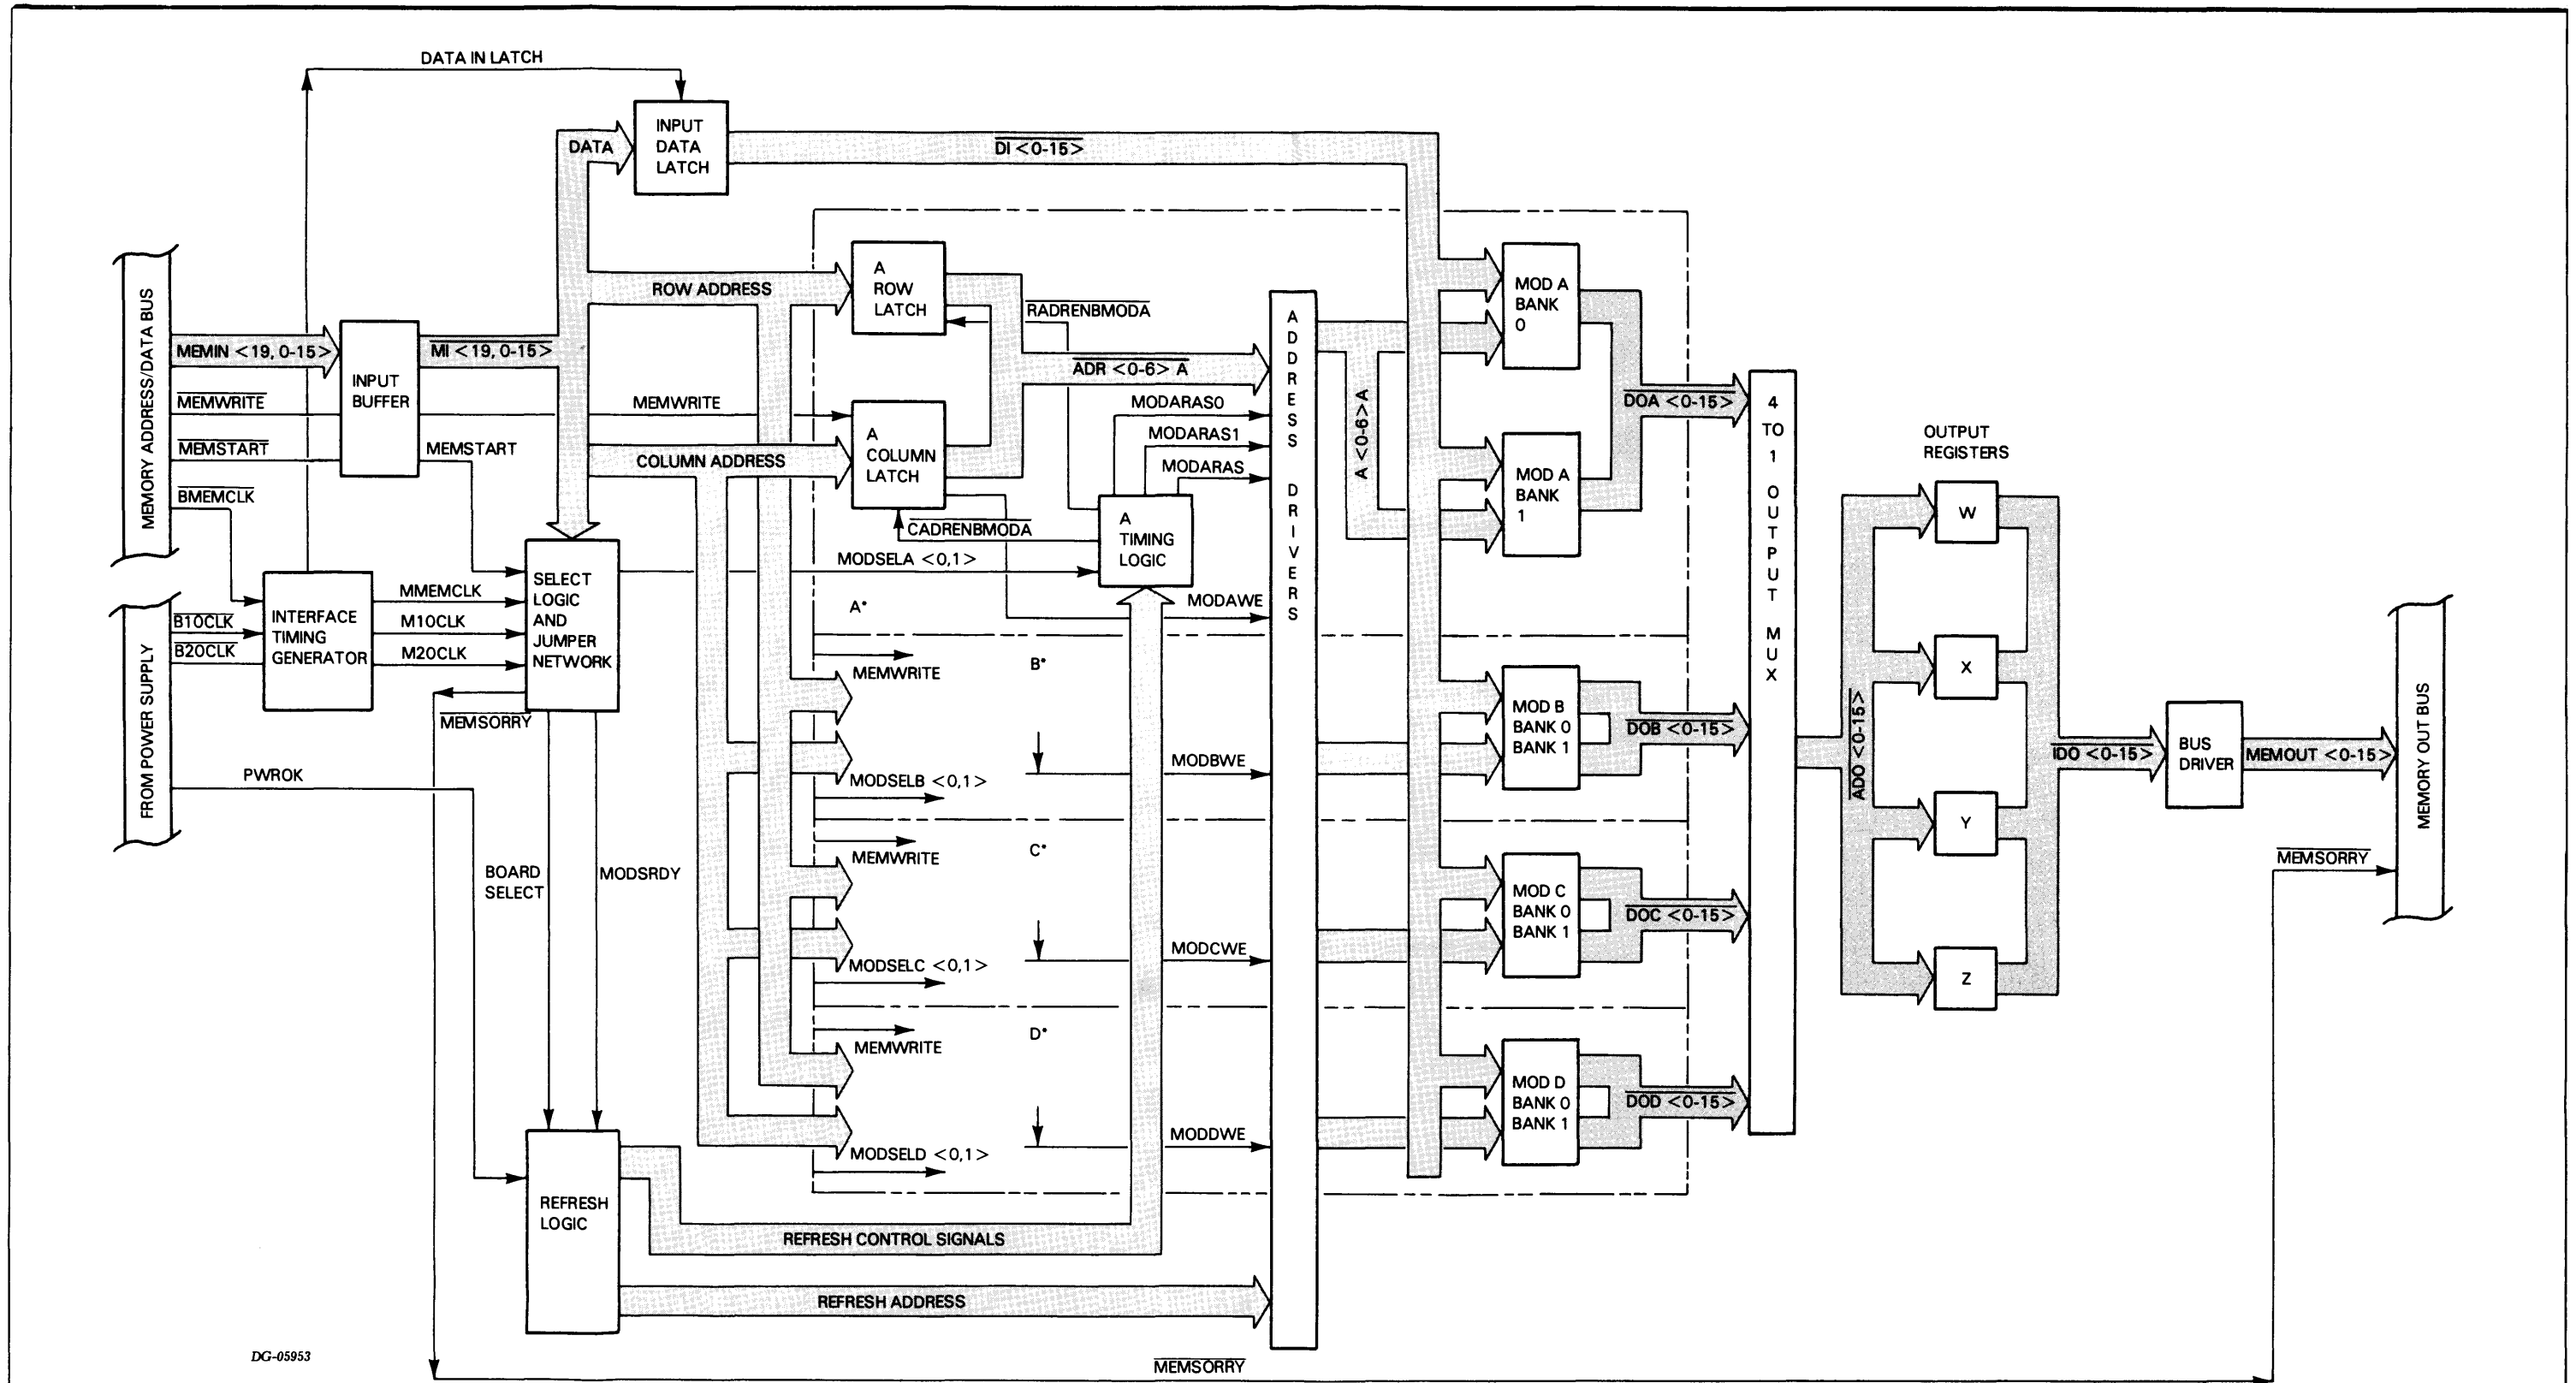 DATA IN LATCH
INPUT
DATA
LATCH
DATA
DI <0-15>
MEMORY ADDRESS/DATA BUS
MEMIN <19, 0-15>
MEMWRITE
MEMSTART
BMEMCLK
INPUT
BUFFER
MI <19, 0-15>
MEMSTART
ROW ADDRESS
MEMWRITE
COLUMN ADDRESS
A
ROW
LATCH
A
COLUMN
LATCH
RADRENBMODA
ADR <0-6> A
MODARAS0
MODARAS1
MODARAS
CADRENBMODA
A
TIMING
LOGIC
MODSELA <0,1>
A*
MODAWE
ADDRESS DRIVERS
A <0-6>A
MOD A
BANK
0
MOD A
BANK
1
DOA <0-15>
4
TO
1
OUTPUT
MUX
OUTPUT
REGISTERS
W
X
Y
Z
ADO <0-15>
IDO <0-15>
BUS
DRIVER
MEMOUT <0-15>
MEMORY OUT BUS
MEMSORRY
FROM POWER SUPPLY
B10CLK
B20CLK
PWROK
INTERFACE
TIMING
GENERATOR
MMEMCLK
M10CLK
M20CLK
SELECT
LOGIC
AND
JUMPER
NETWORK
MEMSORRY
BOARD
SELECT
MODSRDY
MEMWRITE
B*
MODSELB <0,1>
MODBWE
MOD B
BANK 0
BANK 1
DOB <0-15>
MEMWRITE
C*
MODSELC <0,1>
MODCWE
MOD C
BANK 0
BANK 1
DOC <0-15>
MEMWRITE
D*
MODSELD <0,1>
MODDWE
MOD D
BANK 0
BANK 1
DOD <0-15>
REFRESH
LOGIC
REFRESH CONTROL SIGNALS
REFRESH ADDRESS
DG-05953
MEMSORRY